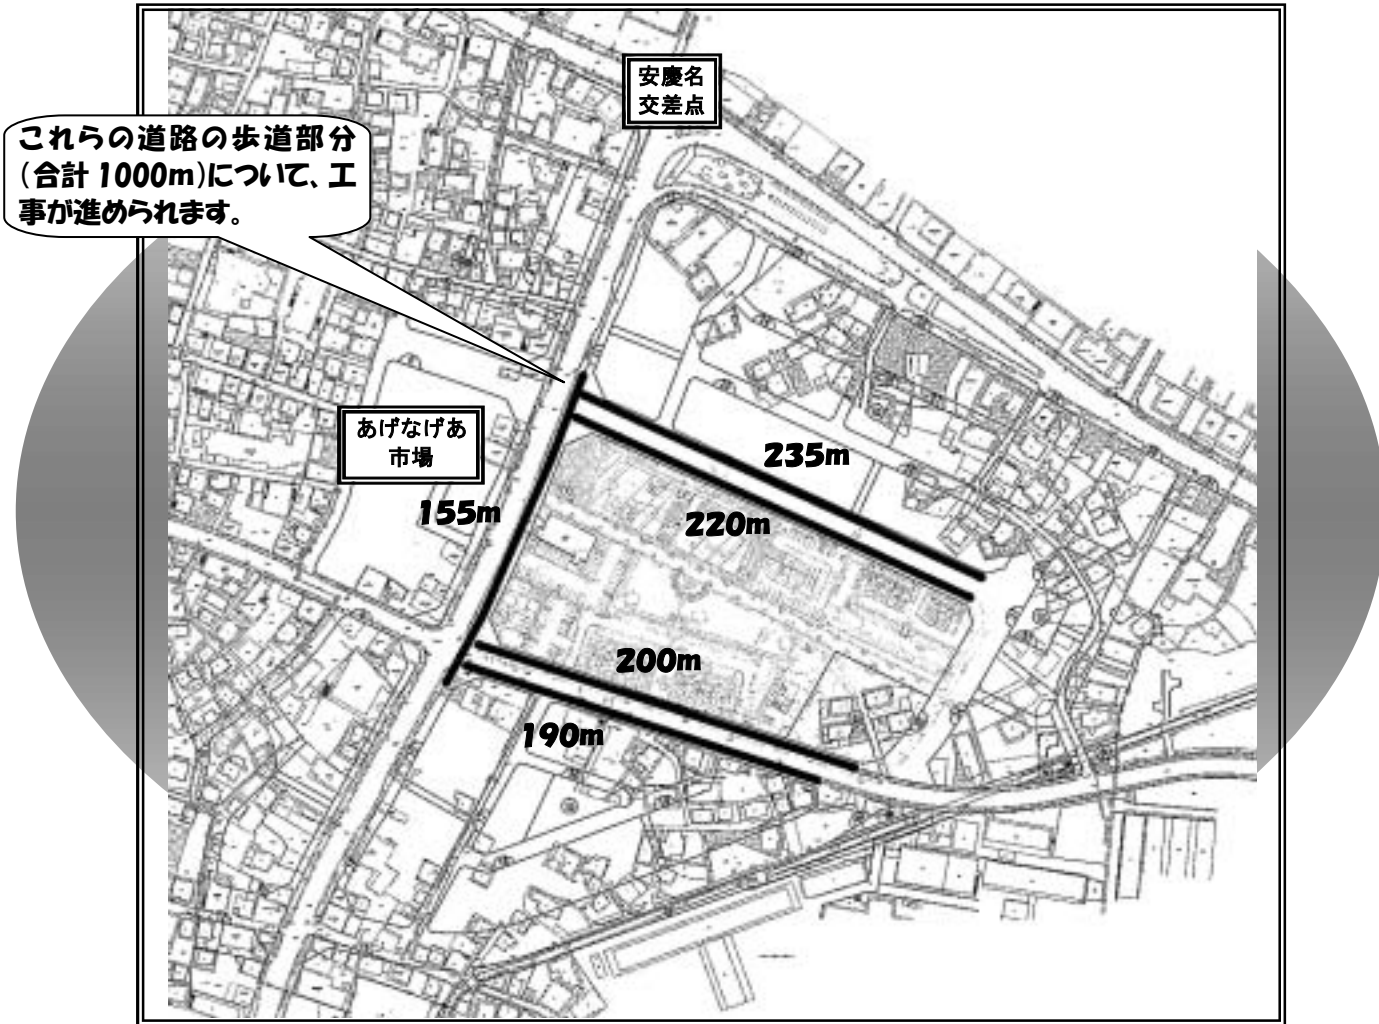 安慶名
交差点
これらの道路の歩道部分
(合計 1000m)について、工
事が進められます。
あげなげあ
市場
235m
155m
220m
200m
190m